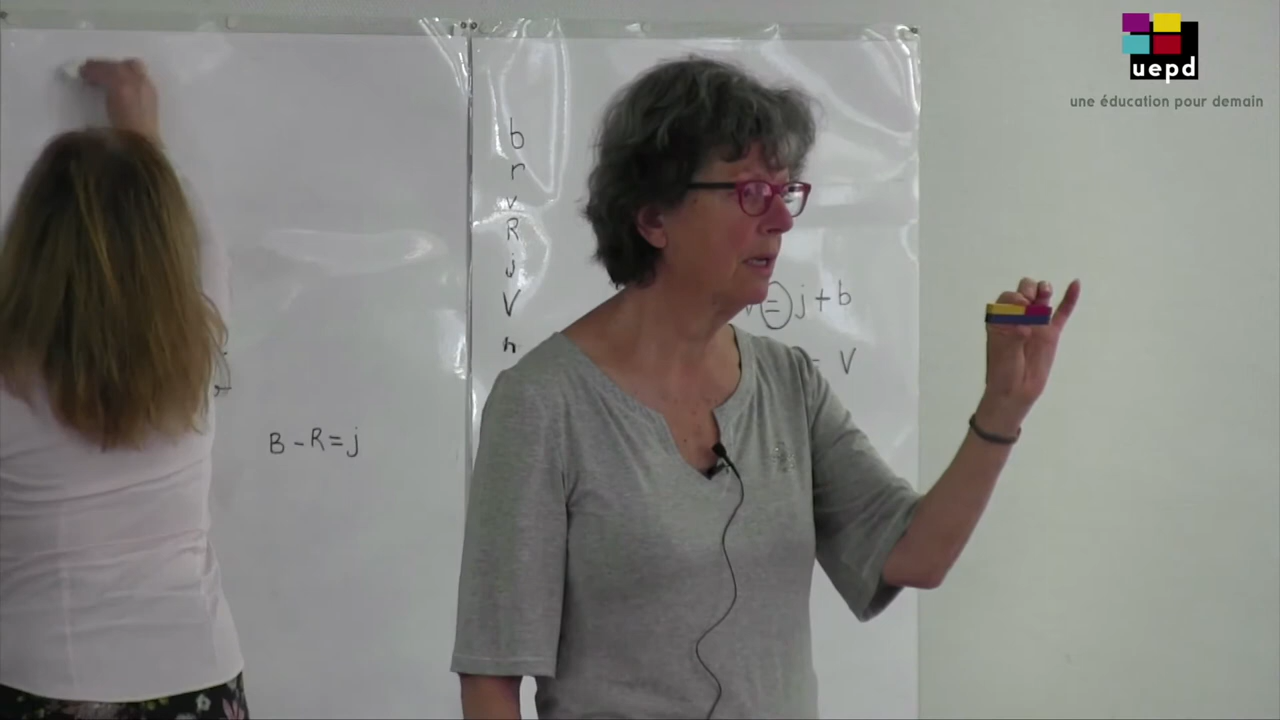 uepd
une éducation pour demain
b
r
v
R
j
V
n
= j + b
= V
B - R = j